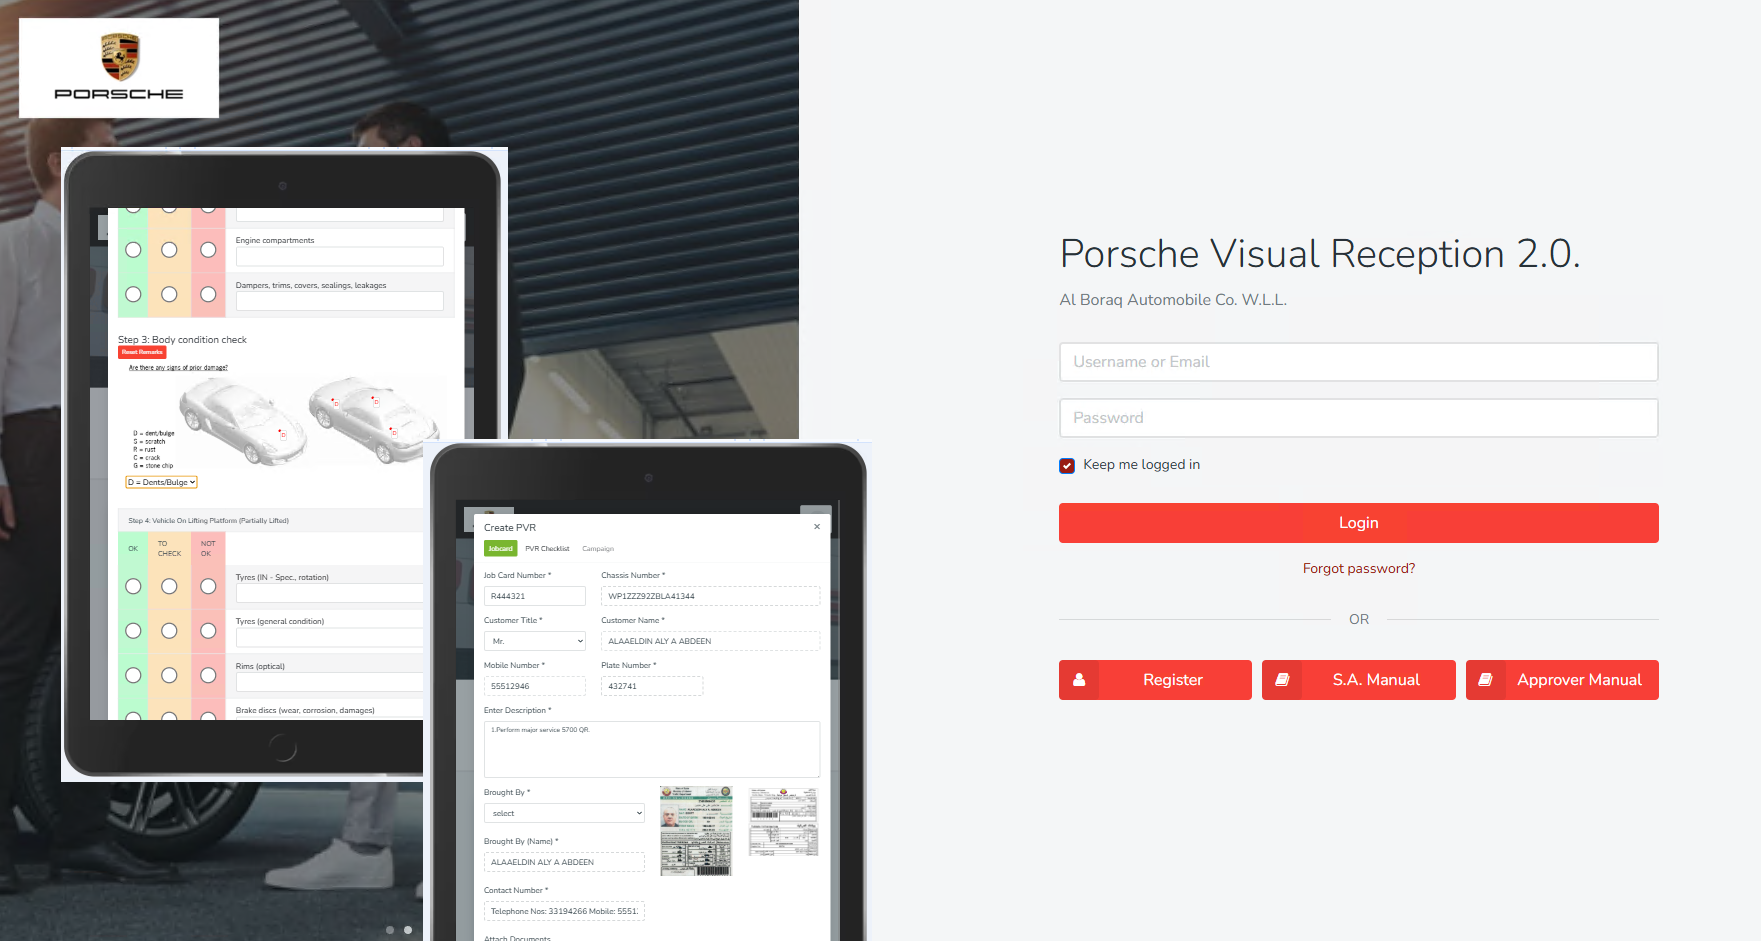 PORSCHE
Engine compartments
Dampers, trims, covers, sealings, leakages
Step 3: Body condition check
Reset Remarks
Are there any signs of prior damage?
D = dent/bulge
S = scratch
R = rust
C = crack
G = stone chip
D = Dents/Bulge
Step 4: Vehicle On Lifting Platform (Partially Lifted)
OK
TO CHECK
NOT OK
Tyres (IN - Spec., rotation)
Tyres (general condition)
Rims (optical)
Brake discs (wear, corrosion, damages)
Create PVR
×
Jobcard PVR Checklist Campaign
Job Card Number * Chassis Number *
R444321 WP1ZZZ92ZBLA41344
Customer Title * Customer Name *
Mr. ALAAELDIN ALY A ABDEEN
Mobile Number * Plate Number *
55512946 432741
Enter Description *
1.Perform major service 5700 QR.
Brought By *
select
Brought By (Name) *
ALAAELDIN ALY A ABDEEN
Contact Number *
Telephone Nos: 33194266 Mobile: 5551
Attach Documents
Porsche Visual Reception 2.0.
Al Boraq Automobile Co. W.L.L.
Username or Email
Password
Keep me logged in
Login
Forgot password?
OR
Register
S.A. Manual
Approver Manual